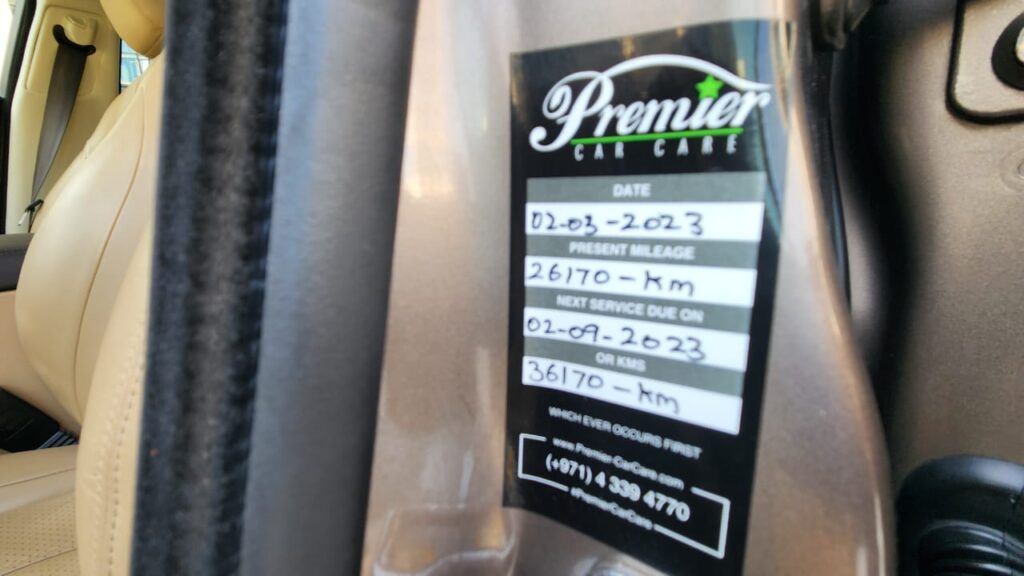 Premier
CAR CARE
DATE
02-03-2023
PRESENT MILEAGE
26170-Km
NEXT SERVICE DUE ON
02-09-2023
OR KMS
36170-Km
WHICH EVER OCCURS FIRST
www.Premier-CarCare.com
(+971) 4 339 4770
#PremierCarCare